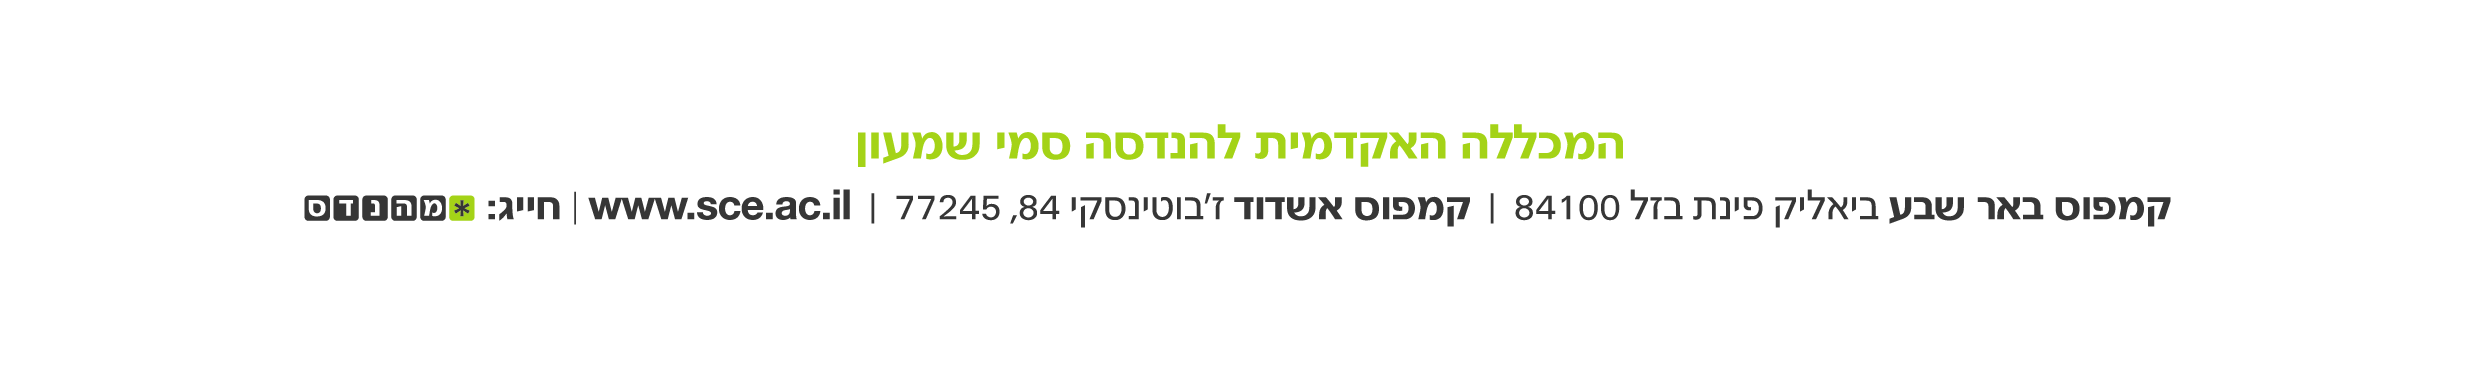 המכללה האקדמית להנדסה סמי שמעון
קמפוס באר שבע ביאליק פינת בזל 84100 | קמפוס אשדוד ז'בוטינסקי 84, 77245 | www.sce.ac.il | חייג: *מהנדס